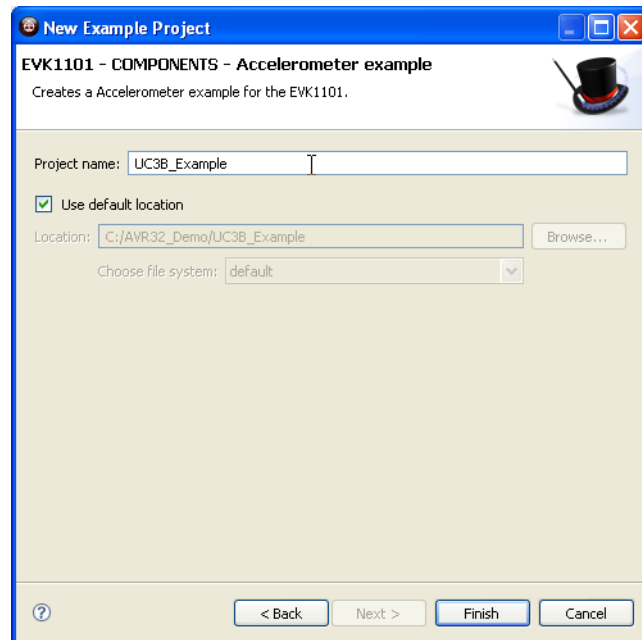 New Example Project
EVK1101 - COMPONENTS - Accelerometer example
Creates a Accelerometer example for the EVK1101.
Project name: UC3B_Example
Use default location
Location: C:/AVR32_Demo/UC3B_Example Browse...
Choose file system: default
? < Back Next > Finish Cancel